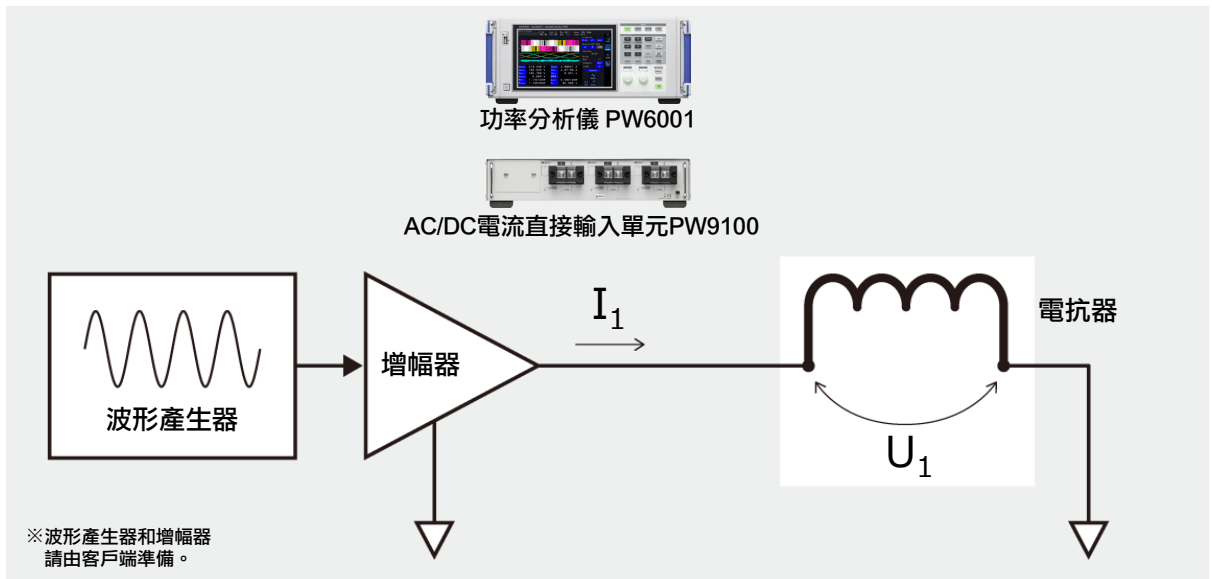 功率分析儀 PW6001
AC/DC電流直接輸入單元PW9100
I₁
電抗器
增幅器
波形產生器
U₁
※波形產生器和增幅器
請由客戶端準備。